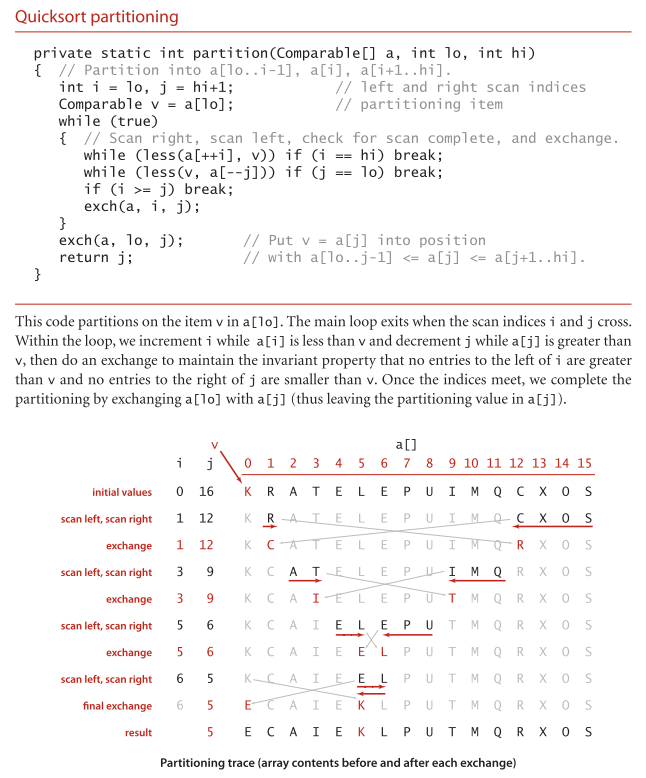 Quicksort partitioning
private static int partition(Comparable[] a, int lo, int hi)
{  // Partition into a[lo..i-1], a[i], a[i+1..hi].
   int i = lo, j = hi+1;            // left and right scan indices
   Comparable v = a[lo];            // partitioning item
   while (true)
   {  // Scan right, scan left, check for scan complete, and exchange.
      while (less(a[++i], v)) if (i == hi) break;
      while (less(v, a[--j])) if (j == lo) break;
      if (i >= j) break;
      exch(a, i, j);
   }
   exch(a, lo, j);       // Put v = a[j] into position
   return j;             // with a[lo..j-1] <= a[j] <= a[j+1..hi].
}
This code partitions on the item v in a[lo]. The main loop exits when the scan indices i and j cross.
Within the loop, we increment i while a[i] is less than v and decrement j while a[j] is greater than
v, then do an exchange to maintain the invariant property that no entries to the left of i are greater
than v and no entries to the right of j are smaller than v. Once the indices meet, we complete the
partitioning by exchanging a[lo] with a[j] (thus leaving the partitioning value in a[j]).
v a[]
i j 0 1 2 3 4 5 6 7 8 9 10 11 12 13 14 15
initial values 0 16 K R A T E L E P U I M Q C X O S
scan left, scan right 1 12 K R A T E L E P U I M Q C X O S
exchange 1 12 K C A T E L E P U I M Q R X O S
scan left, scan right 3 9 K C A T E L E P U I M Q R X O S
exchange 3 9 K C A I E L E P U T M Q R X O S
scan left, scan right 5 6 K C A I E L E P U T M Q R X O S
exchange 5 6 K C A I E E L P U T M Q R X O S
scan left, scan right 6 5 K C A I E E L P U T M Q R X O S
final exchange 6 5 E C A I E K L P U T M Q R X O S
result 5 E C A I E K L P U T M Q R X O S
Partitioning trace (array contents before and after each exchange)